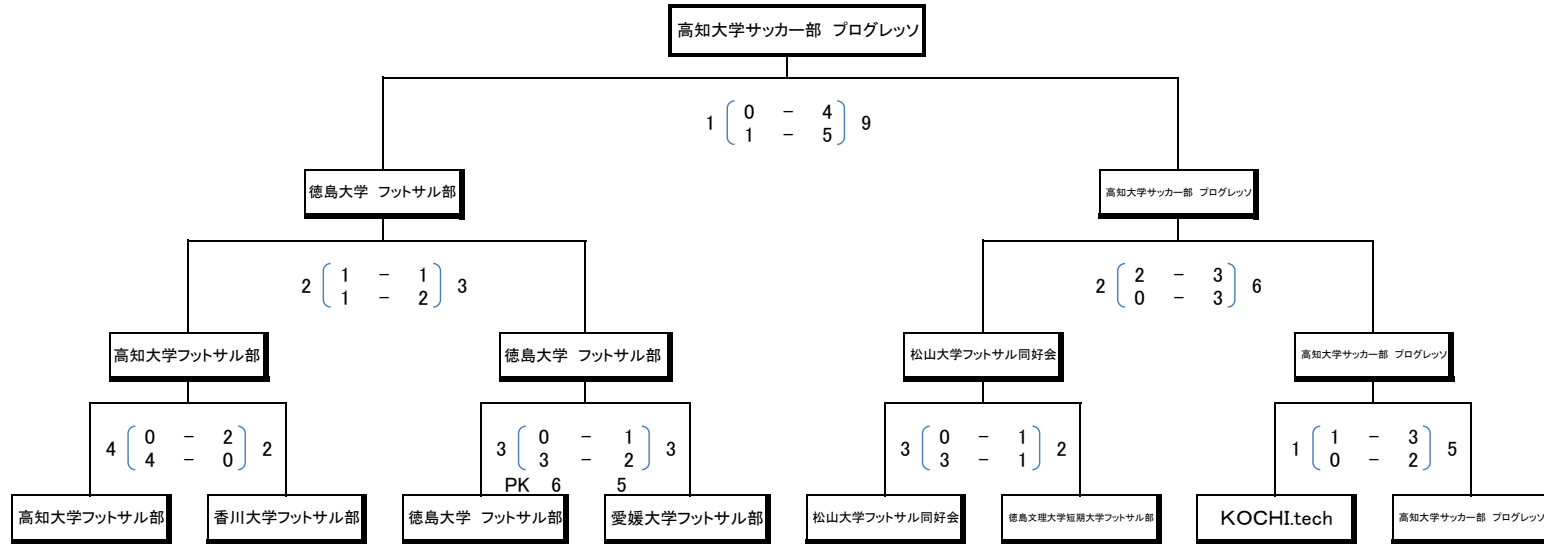 高知大学サッカー部 プログレッソ
1 0 - 4 9
1 - 5
徳島大学 フットサル部 高知大学サッカー部 プログレッソ
2 1 - 1 3 2 2 - 3 6
1 - 2 0 - 3
高知大学フットサル部 徳島大学 フットサル部 松山大学フットサル同好会 高知大学サッカー部 プログレッソ
4 0 - 2 2 3 0 - 1 3 3 0 - 1 2 1 1 - 3 5
4 - 0 3 - 2 3 - 1 0 - 2
PK 6 5
高知大学フットサル部 香川大学フットサル部 徳島大学 フットサル部 愛媛大学フットサル部 松山大学フットサル同好会 徳島文理大学短期大学フットサル部 KOCHI.tech 高知大学サッカー部 プログレッソ